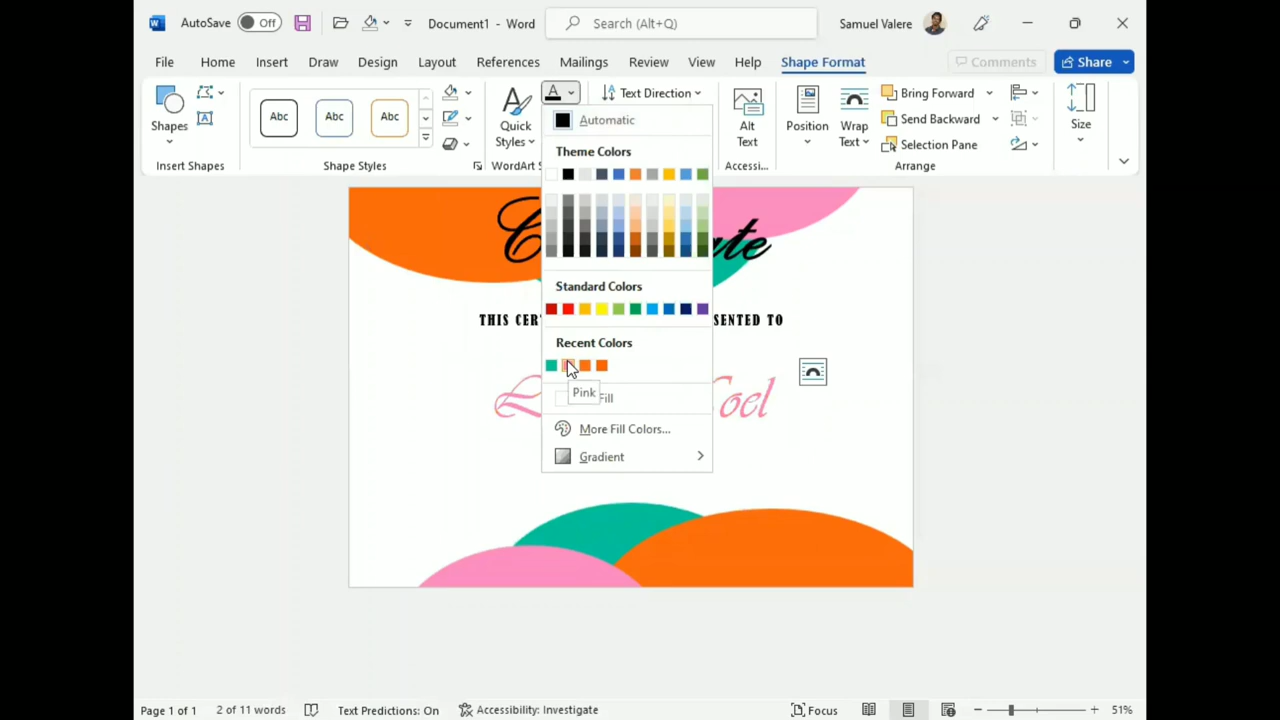 AutoSave Off Document1 - Word Search (Alt+Q) Samuel Valere
File Home Insert Draw Design Layout References Mailings Review View Help Shape Format Comments Share
Shapes
Insert Shapes
Abc Abc Abc
Shape Styles
Quick
Styles
WordArt S
A
Text Direction
Alt
Text
Accessi...
Position
Wrap
Text
Bring Forward
Send Backward
Selection Pane
Arrange
Size
Automatic
Theme Colors
Standard Colors
Recent Colors
Pink
Fill
More Fill Colors...
Gradient
THIS CER
SENTED TO
oel
Page 1 of 1 2 of 11 words Text Predictions: On Accessibility: Investigate Focus 51%